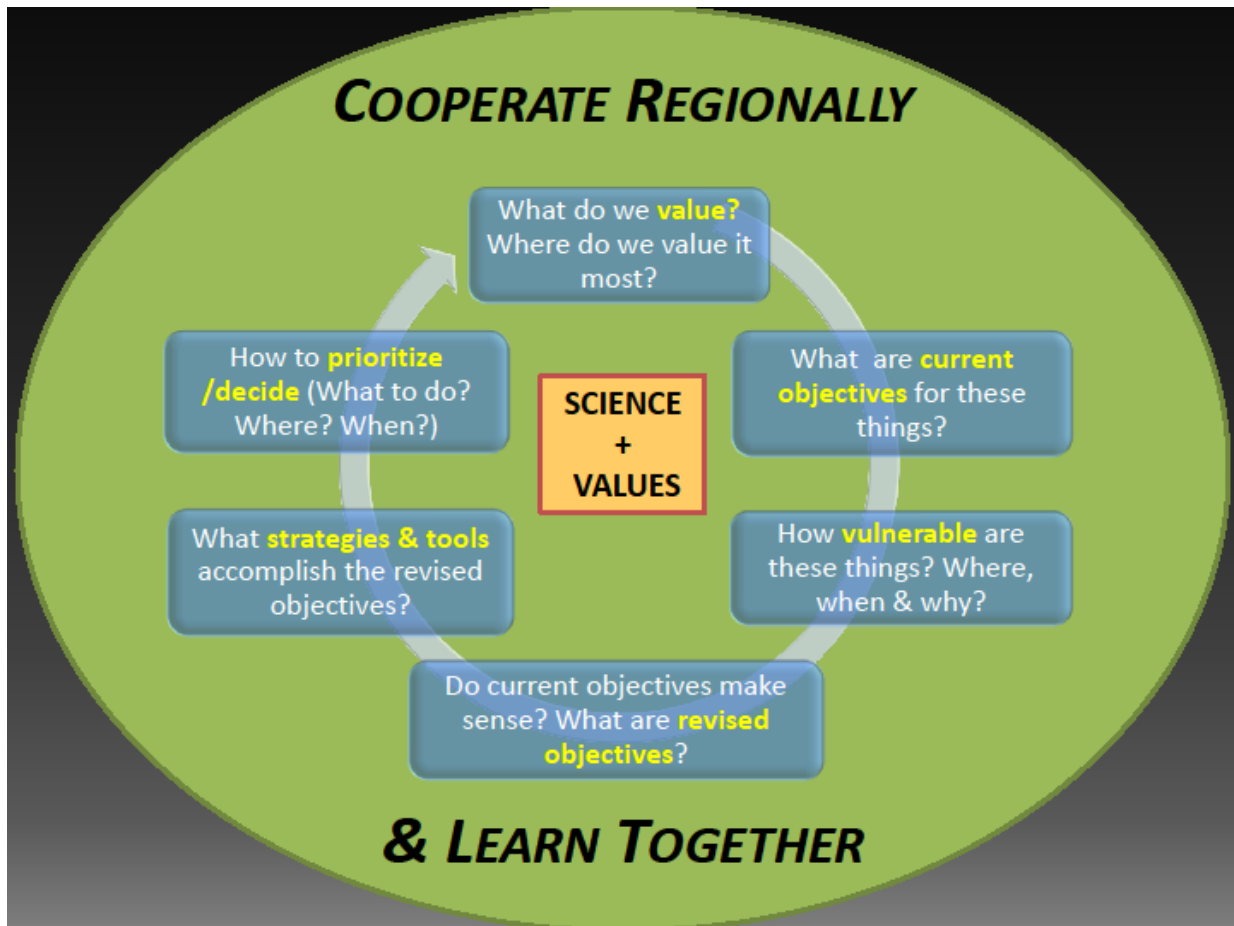 COOPERATE REGIONALLY
What do we value?
Where do we value it
most?
What are current
objectives for these
things?
How vulnerable are
these things? Where,
when & why?
Do current objectives make
sense? What are revised
objectives?
What strategies & tools
accomplish the revised
objectives?
How to prioritize
/decide (What to do?
Where? When?)
SCIENCE
+
VALUES
& LEARN TOGETHER